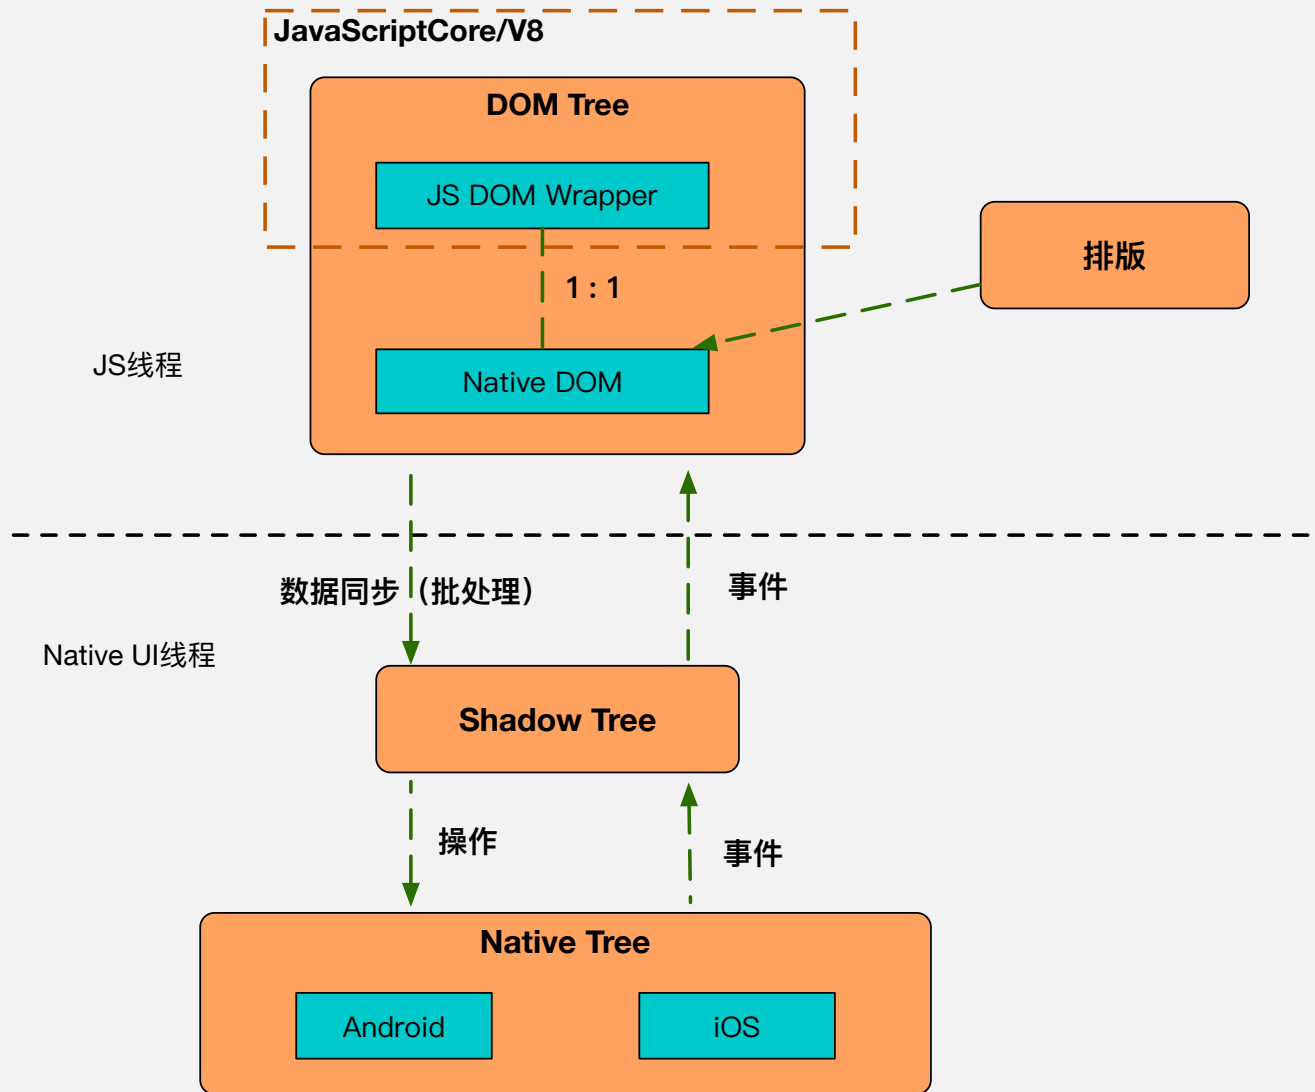 JavaScriptCore/V8
DOM Tree
JS DOM Wrapper
排版
1 : 1
JS线程
Native DOM
数据同步（批处理）
事件
Native UI线程
Shadow Tree
操作
事件
Native Tree
Android
iOS